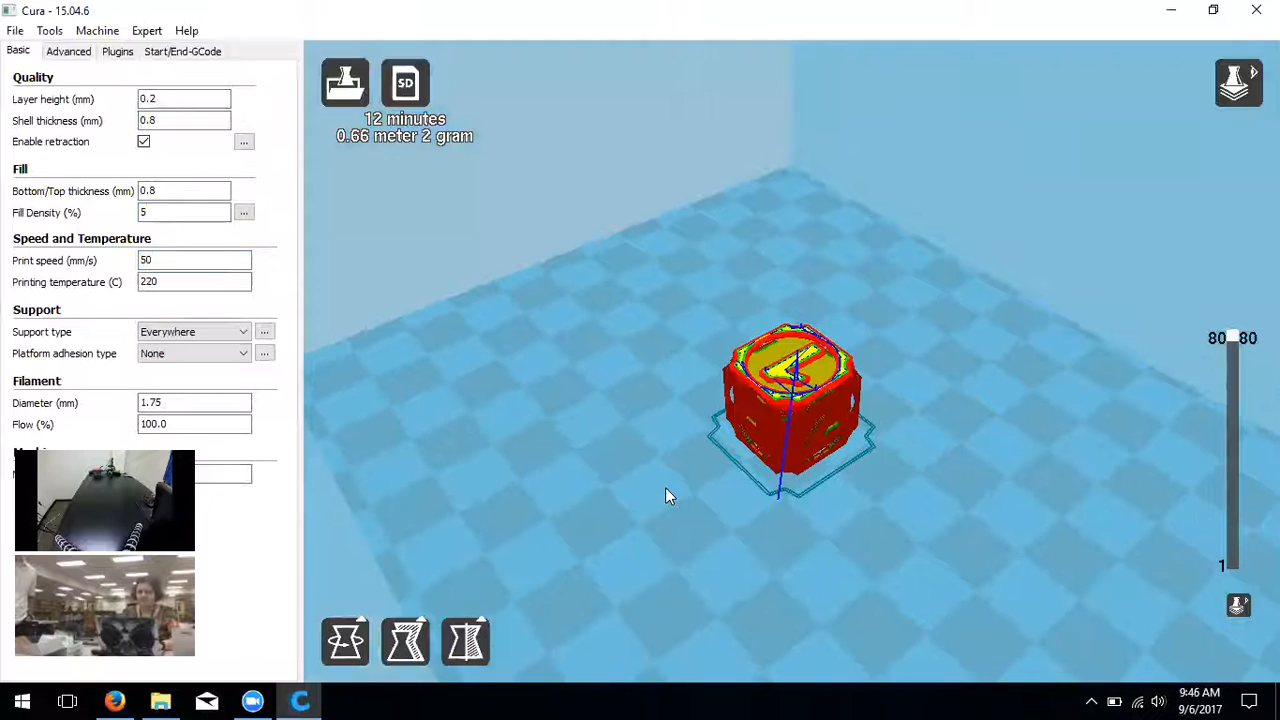 Cura - 15.04.6
File Tools Machine Expert Help
Basic Advanced Plugins Start/End-GCode
Quality
Layer height (mm) 0.2
Shell thickness (mm) 0.8
Enable retraction ...
Fill
Bottom/Top thickness (mm) 0.8
Fill Density (%) 5 ...
Speed and Temperature
Print speed (mm/s) 50
Printing temperature (C) 220
Support
Support type Everywhere ...
Platform adhesion type None ...
Filament
Diameter (mm) 1.75
Flow (%) 100.0
SD
12 minutes
0.66 meter 2 gram
80 80
1
9:46 AM
9/6/2017